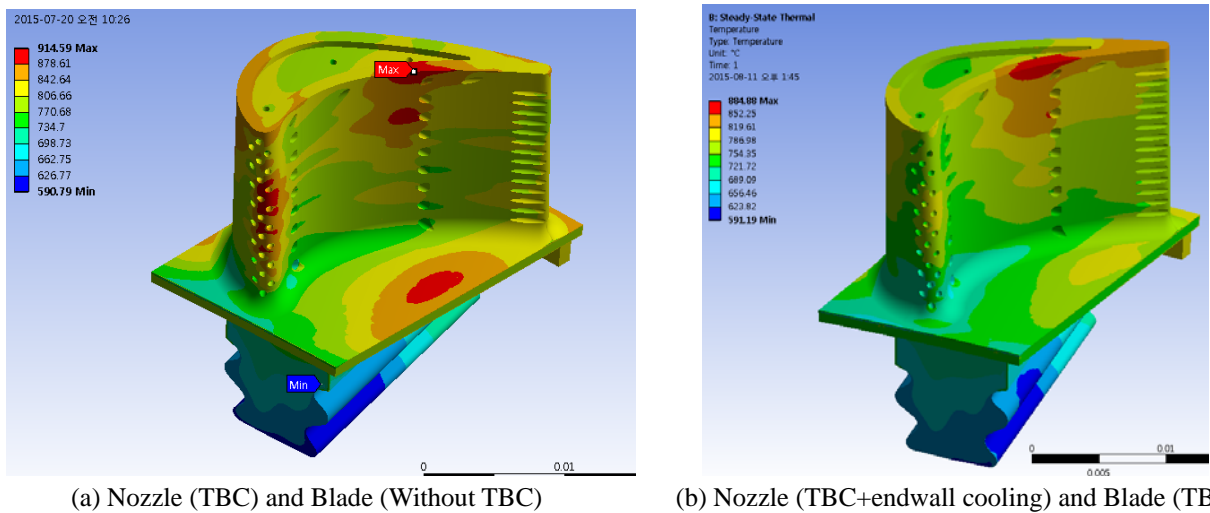 2015-07-20 오전 10:26
914.59 Max
878.61
842.64
806.66
770.68
734.7
698.73
662.75
626.77
590.79 Min
Max
Min
0
0.01
(a) Nozzle (TBC) and Blade (Without TBC)
B: Steady-State Thermal
Temperature
Type: Temperature
Unit: °C
Time: 1
2015-08-11 오후 1:45
884.88 Max
852.25
819.61
786.98
754.35
721.72
689.09
656.46
623.82
591.19 Min
0
0.01
0.005
(b) Nozzle (TBC+endwall cooling) and Blade (TB